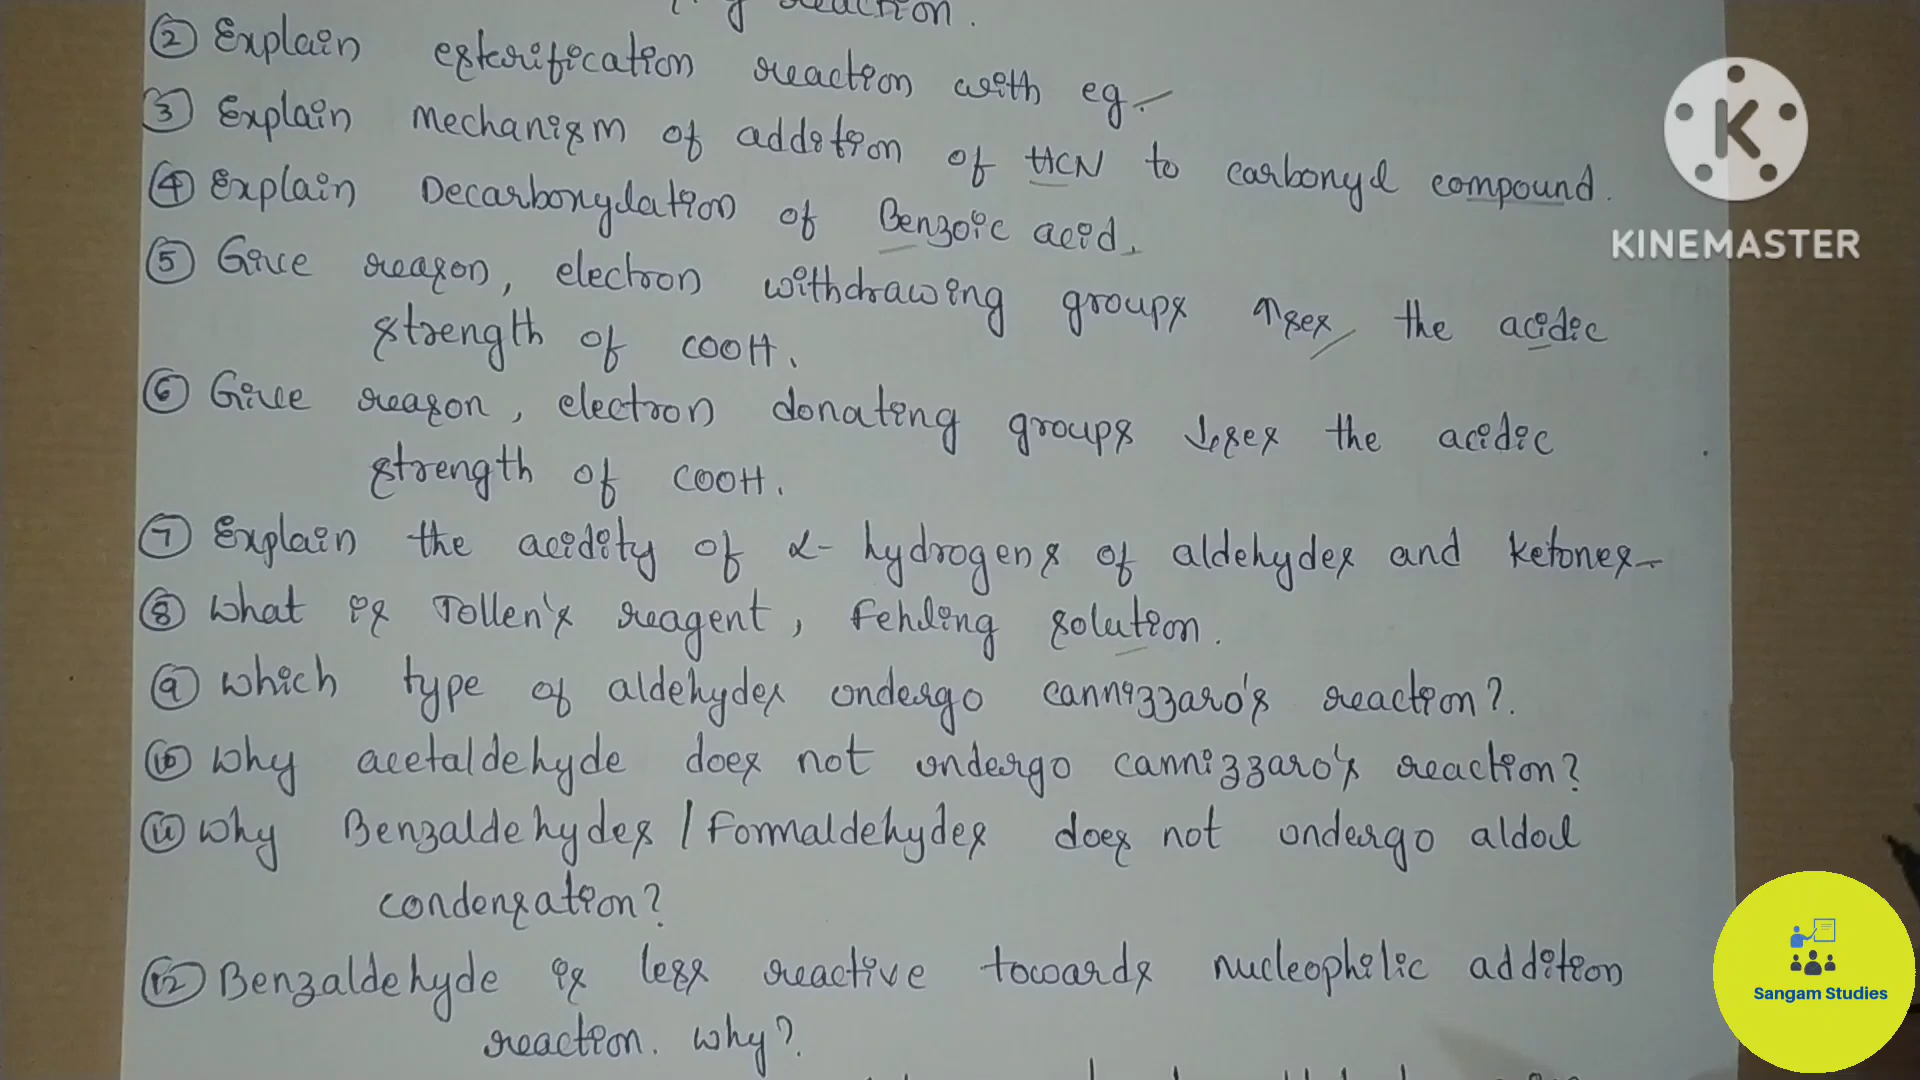 reaction.
② Explain esterification reaction with eg.
③ Explain mechanism of addition of HCN to carbonyl compound.
④ Explain Decarboxylation of Benzoic acid.
⑤ Give reason, electron withdrawing groups ↑ses the acidic
strength of COOH.
⑥ Give reason, electron donating groups ↓ses the acidic
strength of COOH.
⑦ Explain the acidity of α- hydrogens of aldehydes and ketones
⑧ What is Tollen's reagent, Fehling solution.
⑨ which type of aldehydes undergo cannizzaro's reaction?.
⑩ Why acetaldehyde does not undergo cannizzaro's reaction?
⑪ Why Benzaldehydes / Formaldehydes does not undergo aldol
condensation?
⑫ Benzaldehyde is less reactive towards nucleophilic addition
reaction. Why?.
K
KINEMASTER
Sangam Studies